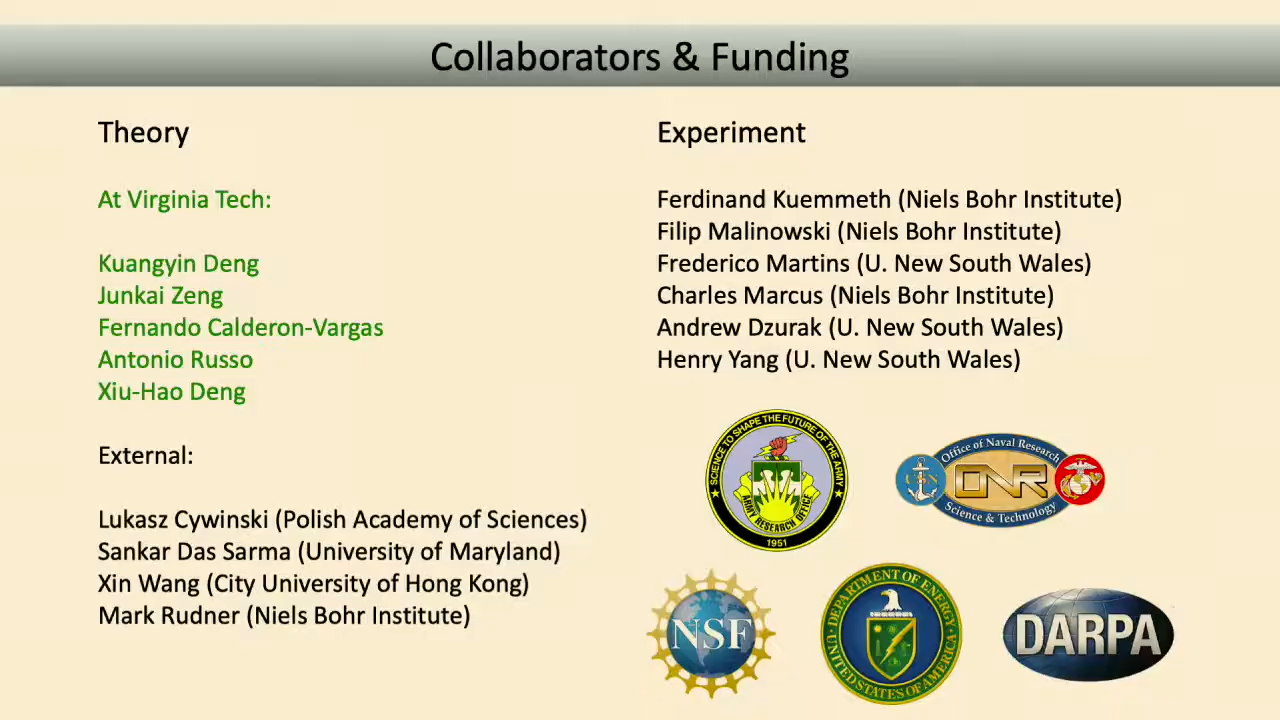 Collaborators & Funding
Theory
At Virginia Tech:
Kuangyin Deng
Junkai Zeng
Fernando Calderon-Vargas
Antonio Russo
Xiu-Hao Deng
External:
Lukasz Cywinski (Polish Academy of Sciences)
Sankar Das Sarma (University of Maryland)
Xin Wang (City University of Hong Kong)
Mark Rudner (Niels Bohr Institute)
Experiment
Ferdinand Kuemmeth (Niels Bohr Institute)
Filip Malinowski (Niels Bohr Institute)
Frederico Martins (U. New South Wales)
Charles Marcus (Niels Bohr Institute)
Andrew Dzurak (U. New South Wales)
Henry Yang (U. New South Wales)
SCIENCE TO SHAPE THE FUTURE OF THE ARMY
ARMY RESEARCH OFFICE
1951
Office of Naval Research
USN
ONR
Science & Technology
NSF
DEPARTMENT OF ENERGY
UNITED STATES OF AMERICA
DARPA